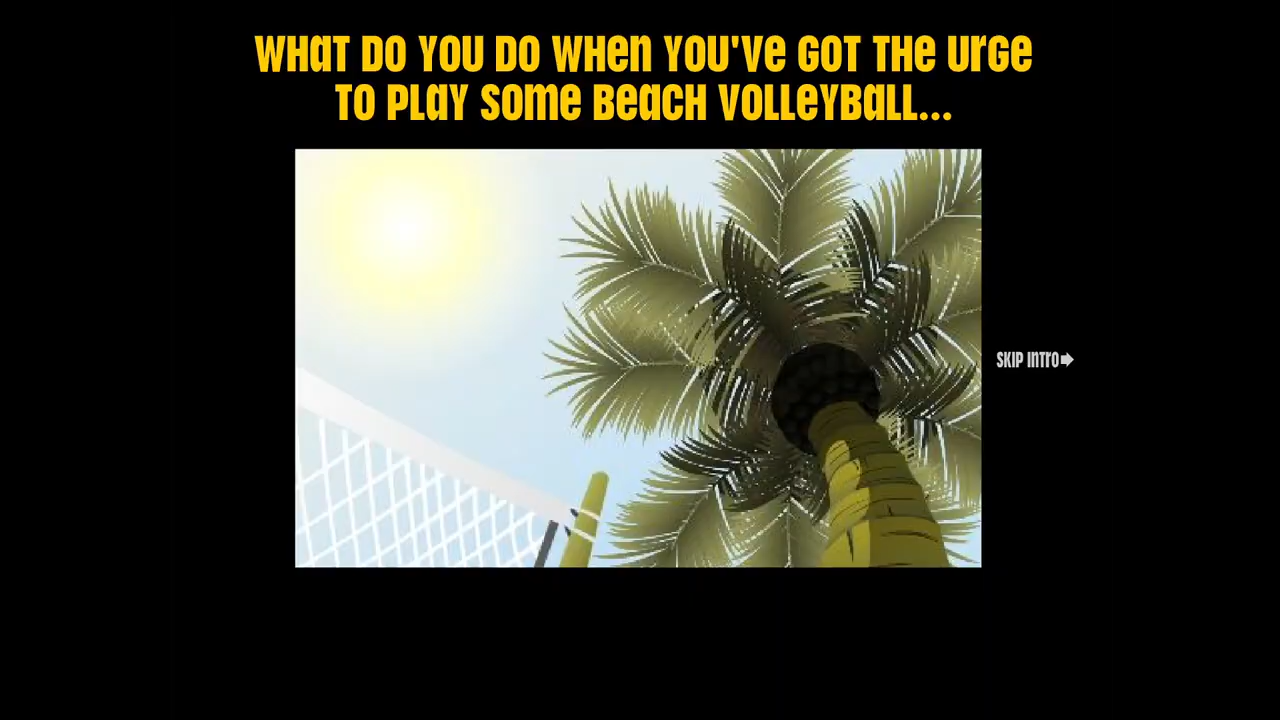 WHaT DO YOU DO WHen YOU'Ve GOT THe UrGe
TO PLaY some BeacH VOLLeYBaLL...
SKIP InTrO